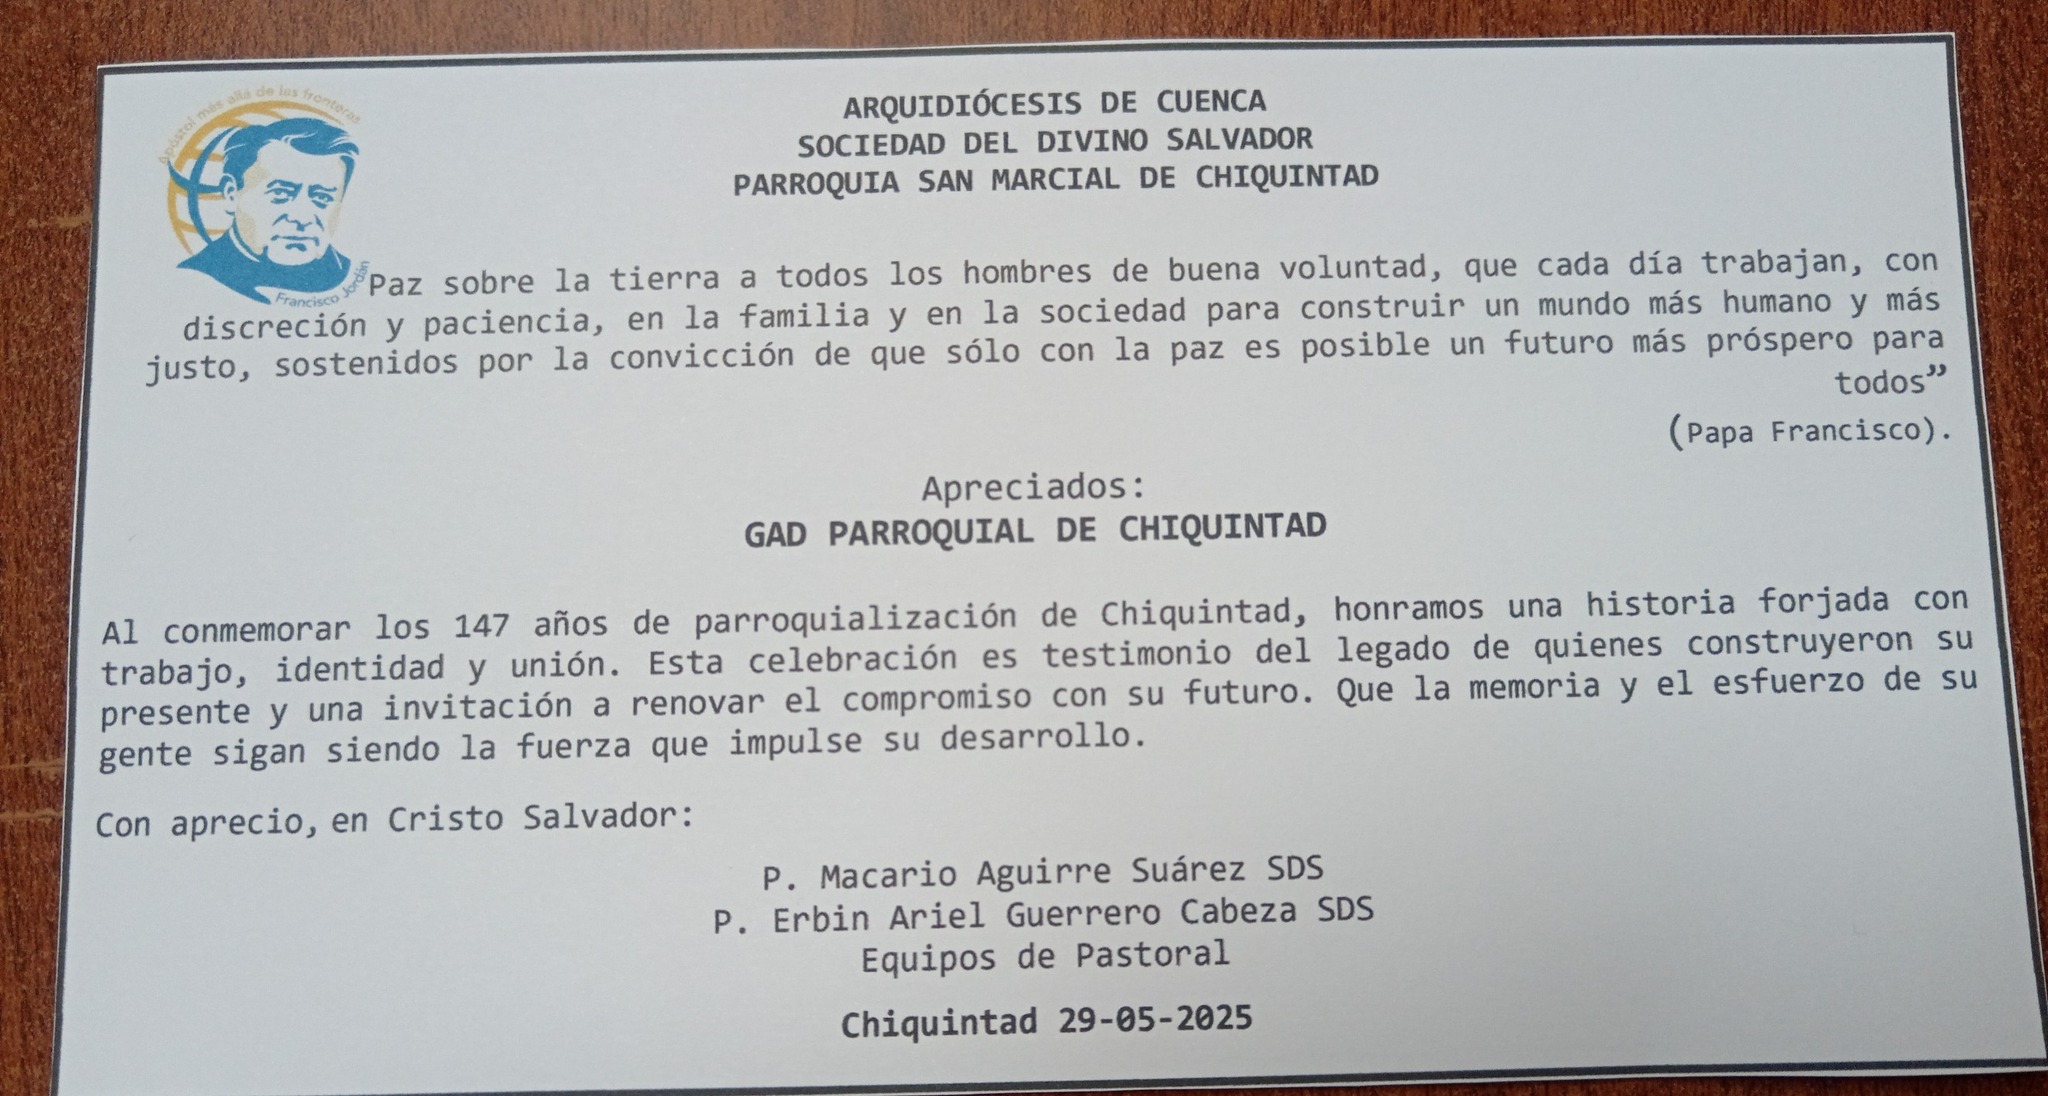 Apóstol más allá de las fronteras
Francisco Jordán
ARQUIDIÓCESIS DE CUENCA
SOCIEDAD DEL DIVINO SALVADOR
PARROQUIA SAN MARCIAL DE CHIQUINTAD
Paz sobre la tierra a todos los hombres de buena voluntad, que cada día trabajan, con
discreción y paciencia, en la familia y en la sociedad para construir un mundo más humano y más
justo, sostenidos por la convicción de que sólo con la paz es posible un futuro más próspero para
todos”
(Papa Francisco).
Apreciados:
GAD PARROQUIAL DE CHIQUINTAD
Al conmemorar los 147 años de parroquialización de Chiquintad, honramos una historia forjada con
trabajo, identidad y unión. Esta celebración es testimonio del legado de quienes construyeron su
presente y una invitación a renovar el compromiso con su futuro. Que la memoria y el esfuerzo de su
gente sigan siendo la fuerza que impulse su desarrollo.
Con aprecio, en Cristo Salvador:
P. Macario Aguirre Suárez SDS
P. Erbin Ariel Guerrero Cabeza SDS
Equipos de Pastoral
Chiquintad 29-05-2025